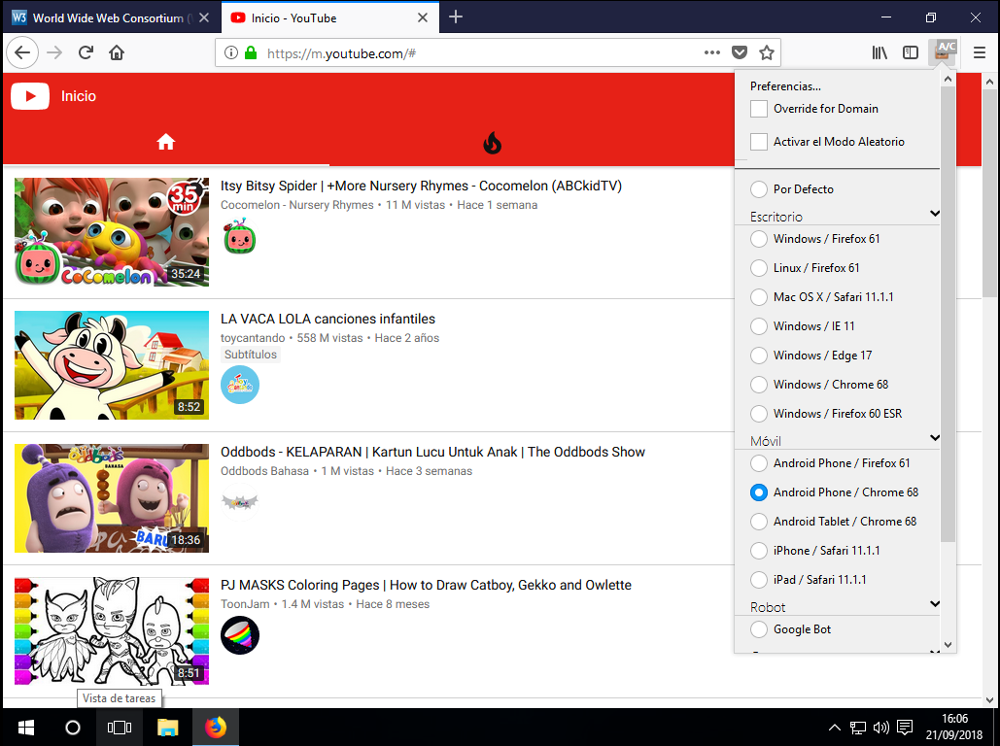 World Wide Web Consortium (
Inicio - YouTube
https://m.youtube.com/#
A/C
Inicio
Preferencias...
Override for Domain
Activar el Modo Aleatorio
Por Defecto
Escritorio
Windows / Firefox 61
Linux / Firefox 61
Mac OS X / Safari 11.1.1
Windows / IE 11
Windows / Edge 17
Windows / Chrome 68
Windows / Firefox 60 ESR
Móvil
Android Phone / Firefox 61
Android Phone / Chrome 68
Android Tablet / Chrome 68
iPhone / Safari 11.1.1
iPad / Safari 11.1.1
Robot
Google Bot
35 min
COCOMELON
35:24
Itsy Bitsy Spider | +More Nursery Rhymes - Cocomelon (ABCkidTV)
Cocomelon - Nursery Rhymes • 11 M vistas • Hace 1 semana
8:52
LA VACA LOLA canciones infantiles
toycantando • 558 M vistas • Hace 2 años
Subtítulos
Oddbods
BAHASA
BARU
18:36
Oddbods - KELAPARAN | Kartun Lucu Untuk Anak | The Oddbods Show
Oddbods Bahasa • 1 M vistas • Hace 3 semanas
8:51
PJ MASKS Coloring Pages | How to Draw Catboy, Gekko and Owlette
ToonJam • 1.4 M vistas • Hace 8 meses
Vista de tareas
16:06
21/09/2018